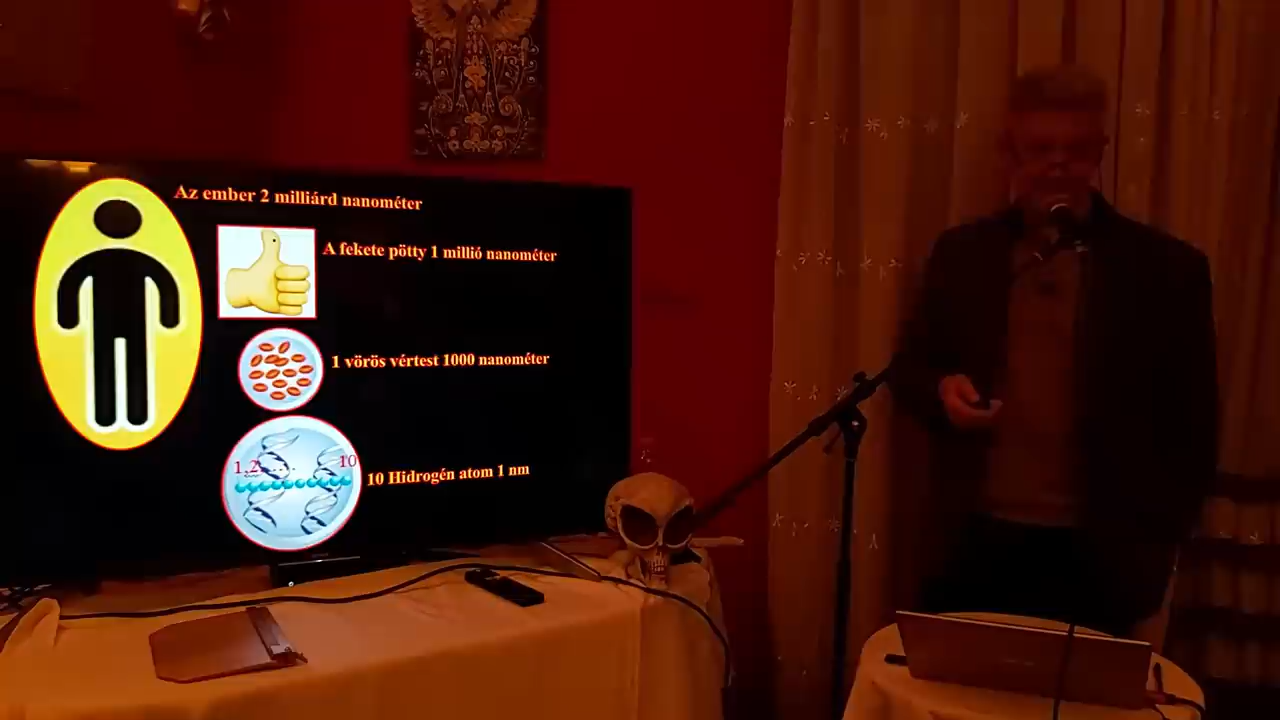 Az ember 2 milliárd nanométer
A fekete pötty 1 millió nanométer
1 vörös vértest 1000 nanométer
1,2..... 10
10 Hidrogén atom 1 nm